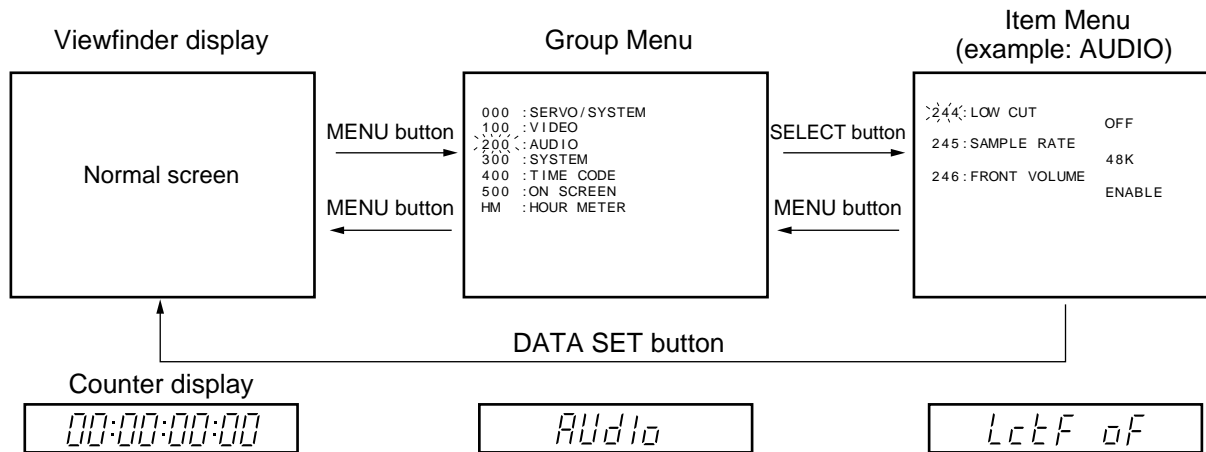 Viewfinder display
Normal screen
MENU button
MENU button
Group Menu
000 :SERVO/SYSTEM
100 :VIDEO
200 :AUDIO
300 :SYSTEM
400 :TIME CODE
500 :ON SCREEN
HM :HOUR METER
SELECT button
MENU button
Item Menu
(example: AUDIO)
244:LOW CUT
OFF
245:SAMPLE RATE
48K
246:FRONT VOLUME
ENABLE
DATA SET button
Counter display
00:00:00:00
AUdIo
LctF oF